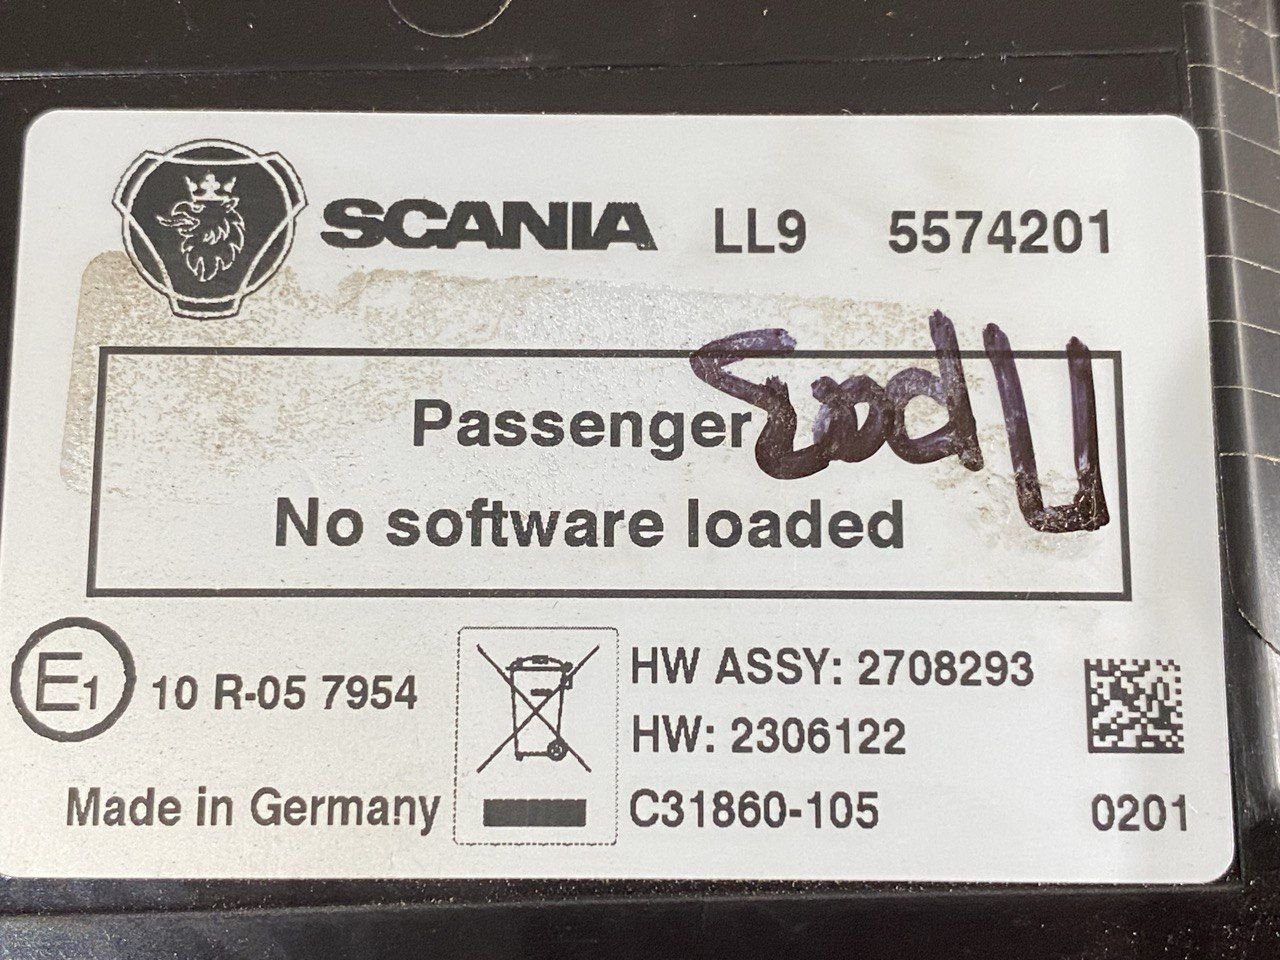 SCANIA LL9 5574201
Passenger
No software loaded
E1 10 R-05 7954
HW ASSY: 2708293
HW: 2306122
Made in Germany
C31860-105
0201